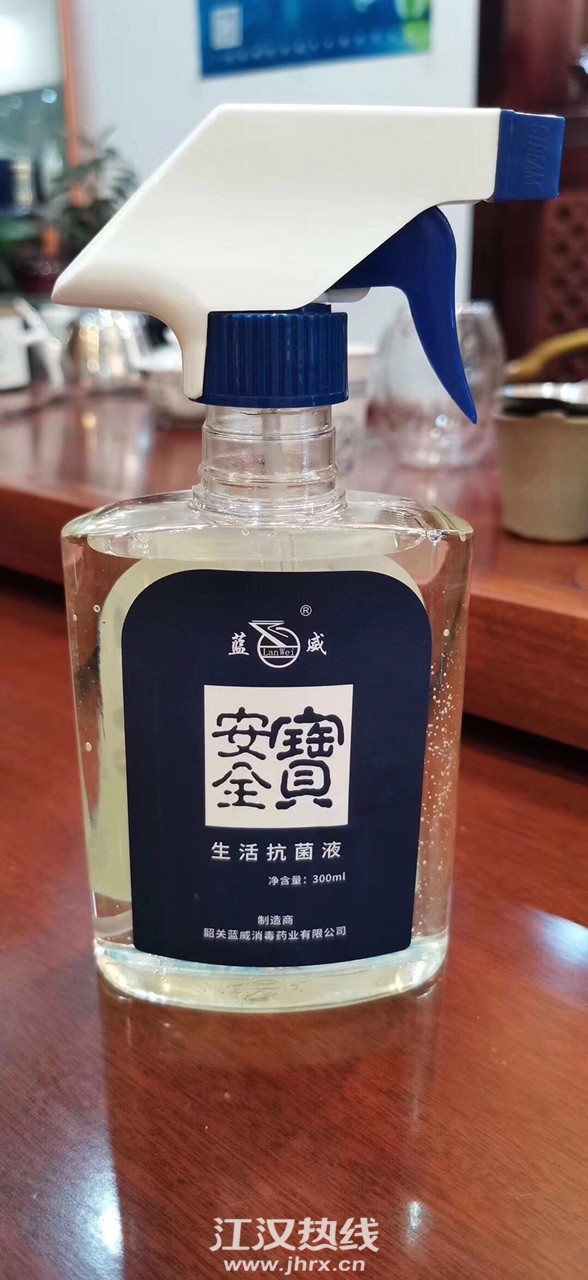 ®
蓝 威
LanWei
安全寳
生活抗菌液
净含量：300ml
制造商
韶关蓝威消毒药业有限公司
江汉热线
www.jhrx.cn